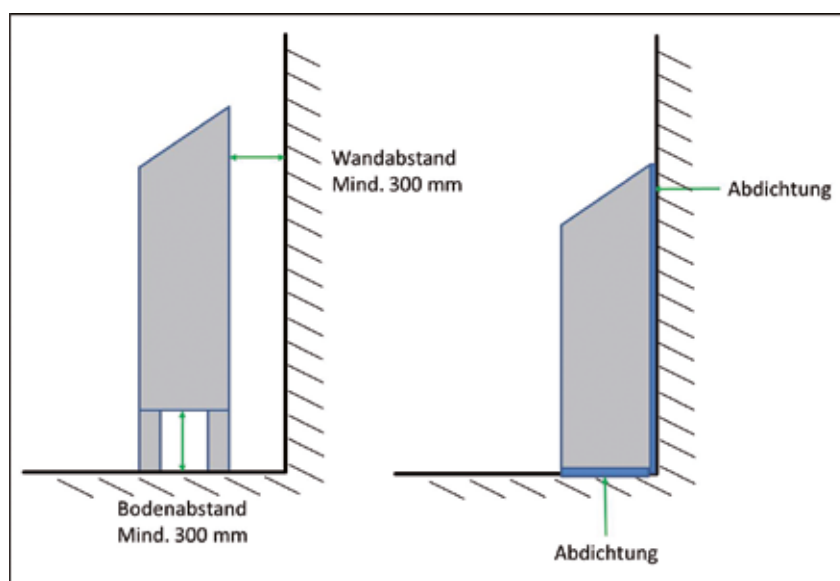 Wandabstand
Mind. 300 mm
Bodenabstand
Mind. 300 mm
Abdichtung
Abdichtung